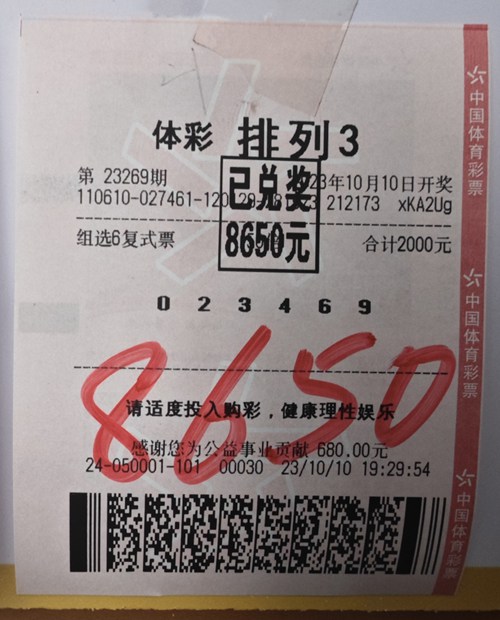 体彩 排列3
第 23269期 23年10月10日开奖
已兑奖
110610-027461-120 212173 xKA2Ug
组选6复式票 合计2000元
8650元
0 2 3 4 6 9
8650
请适度投入购彩，健康理性娱乐
感谢您为公益事业贡献 680.00元
24-050001-101 00030 23/10/10 19:29:54
中国体育彩票
中国体育彩票
中国体育彩票